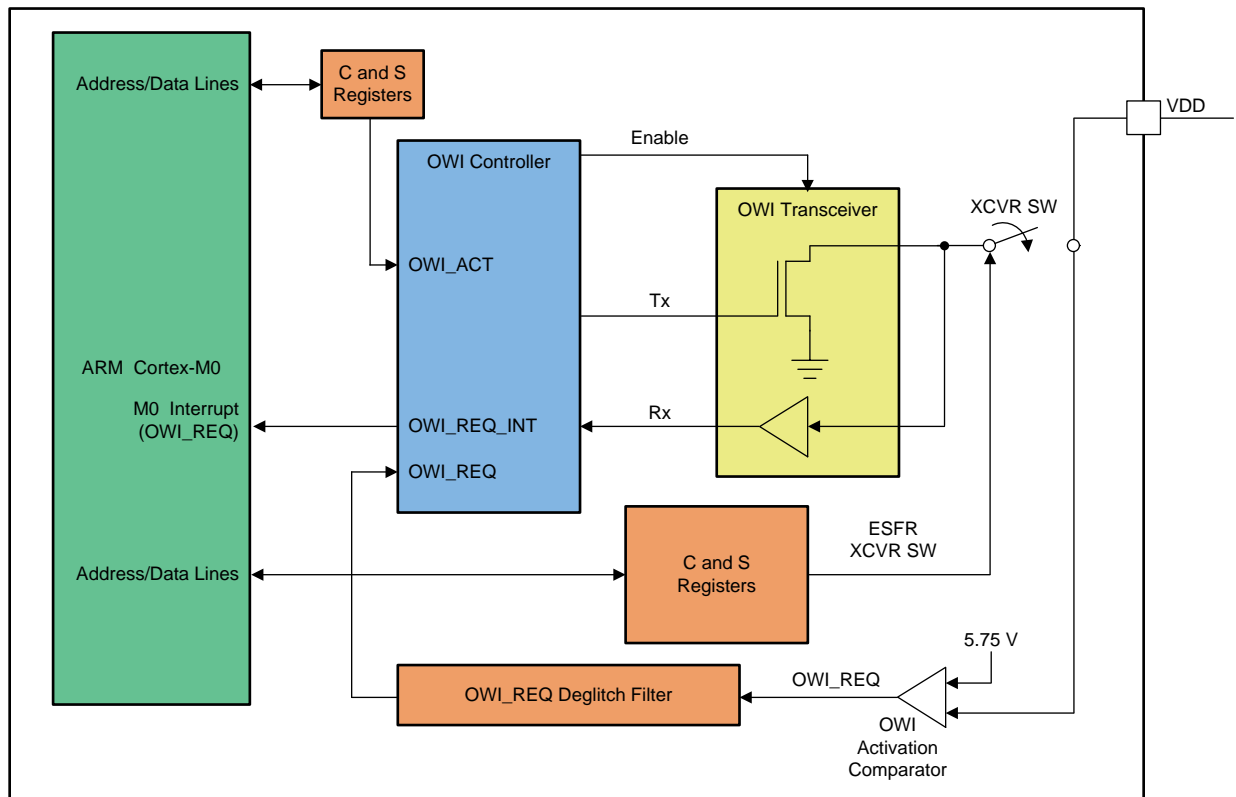 Address/Data Lines
C and S
Registers
VDD
Enable
OWI Controller
OWI Transceiver
XCVR SW
OWI_ACT
Tx
ARM Cortex-M0
M0 Interrupt
(OWI_REQ)
OWI_REQ_INT
Rx
OWI_REQ
ESFR
XCVR SW
Address/Data Lines
C and S
Registers
5.75 V
OWI_REQ
OWI_REQ Deglitch Filter
OWI
Activation
Comparator